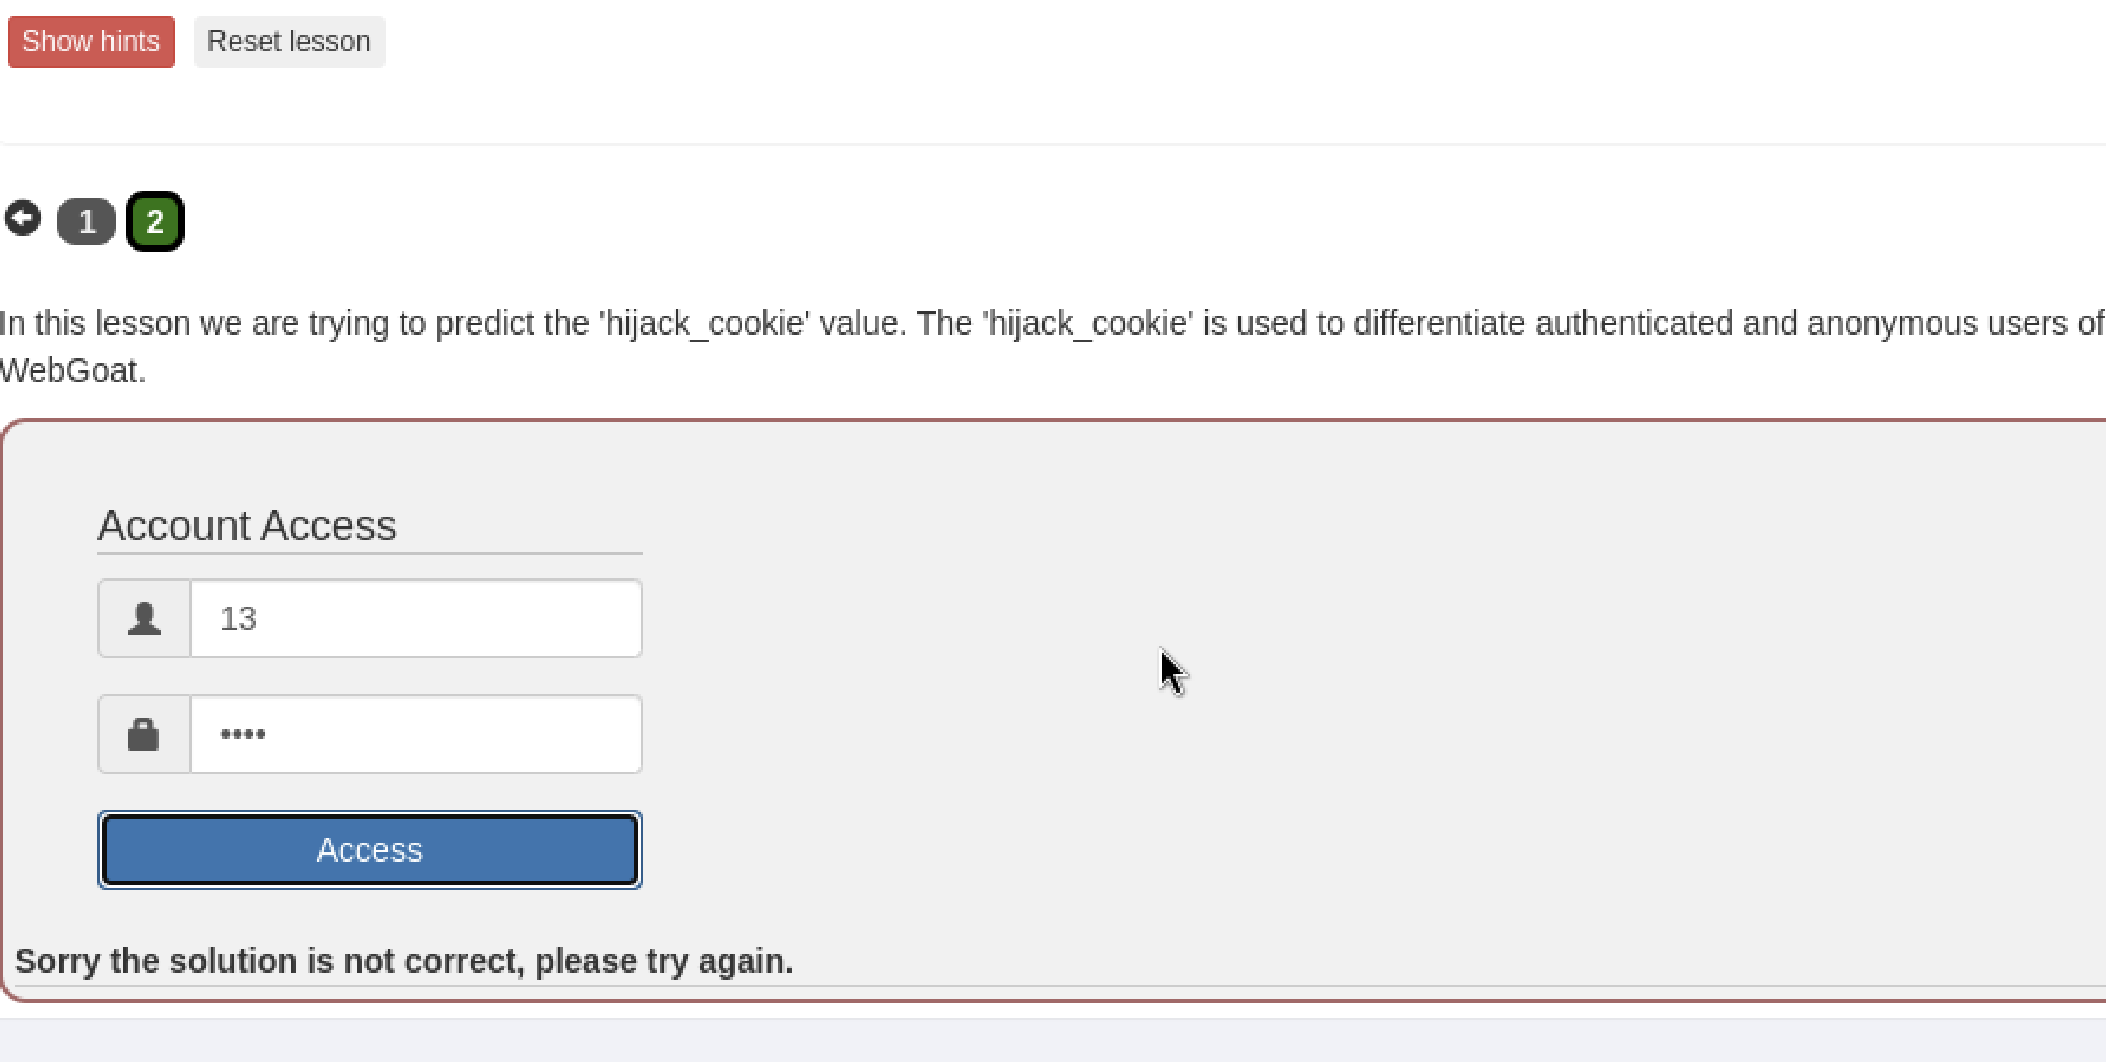 Show hints Reset lesson
1 2
In this lesson we are trying to predict the 'hijack_cookie' value. The 'hijack_cookie' is used to differentiate authenticated and anonymous users of
WebGoat.
Account Access
13
••••
Access
Sorry the solution is not correct, please try again.